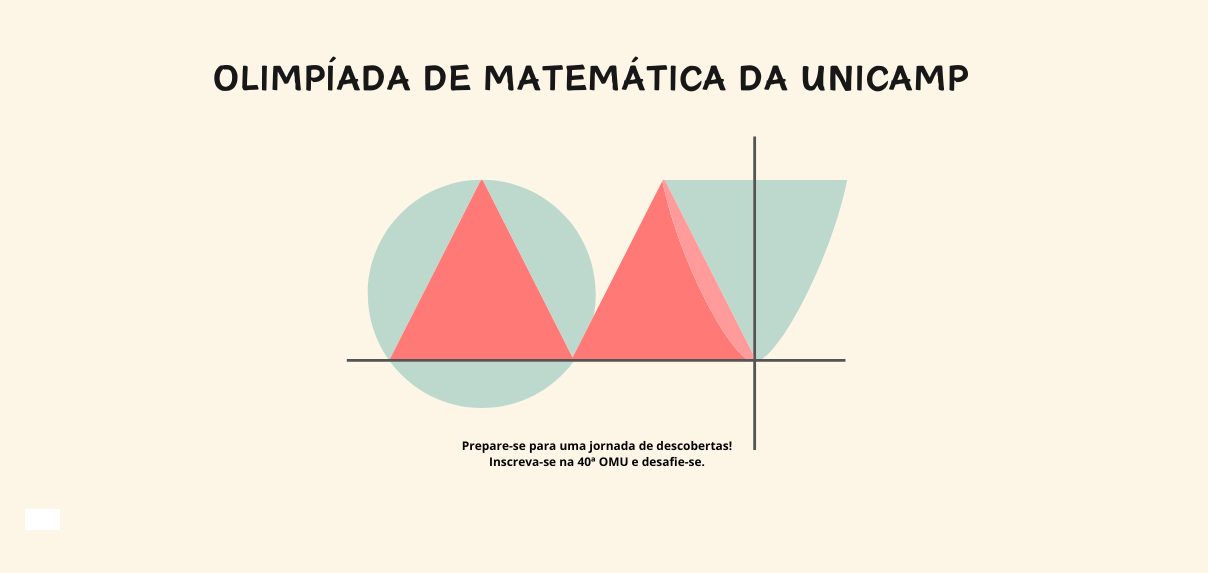 OLIMPÍADA DE MATEMÁTICA DA UNICAMP
Prepare-se para uma jornada de descobertas!
Inscreva-se na 40ª OMU e desafie-se.